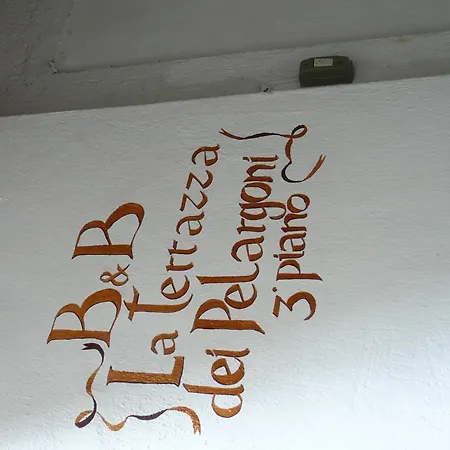 B&B
La Terrazza
dei Pelargoni
3° piano